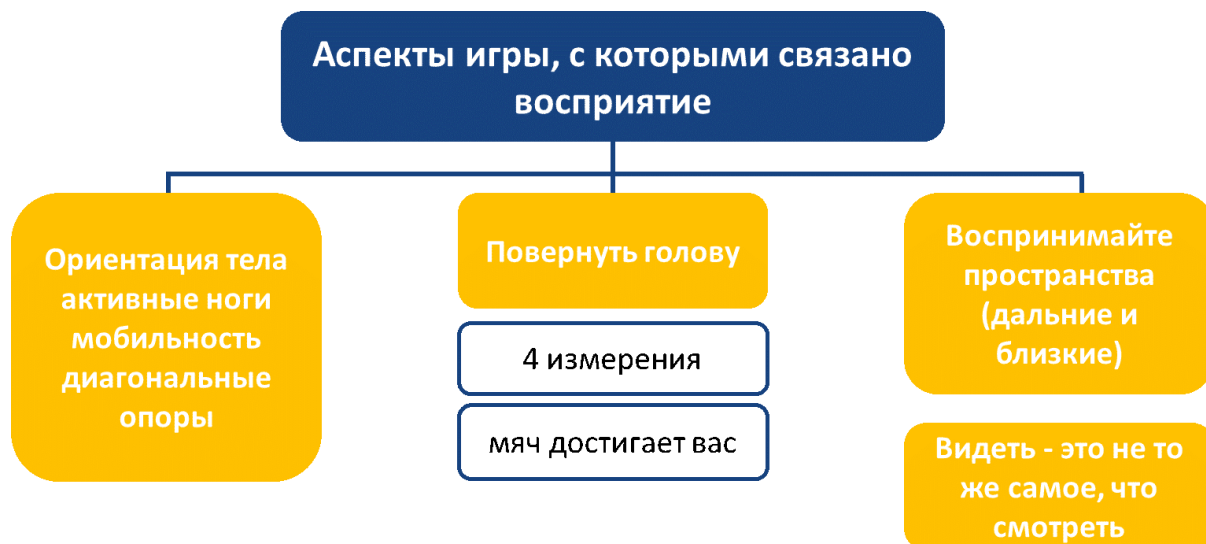 Аспекты игры, с которыми связано
восприятие
Ориентация тела
активные ноги
мобильность
диагональные
опоры
Повернуть голову
4 измерения
мяч достигает вас
Воспринимайте
пространства
(дальние и
близкие)
Видеть - это не то
же самое, что
смотреть